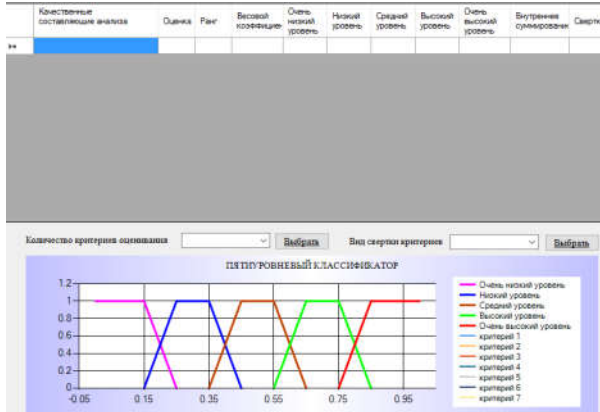 Качественные составляющие анализа
Оценка
Ранг
Весовой коэффициен
Очень низкий уровень
Низкий уровень
Средний уровень
Высокий уровень
Очень высокий уровень
Внутреннее суммирование
Свертк
Количество критериев оценивания
Выбрать
Вид свертки критериев
Выбрать
ПЯТИУРОВНЕВЫЙ КЛАССИФИКАТОР
1.2
1
0.8
0.6
0.4
0.2
0
-0.05 0.15 0.35 0.55 0.75 0.95
Очень низкий уровень
Низкий уровень
Средний уровень
Высокий уровень
Очень высокий уровень
критерий 1
критерий 2
критерий 3
критерий 4
критерий 5
критерий 6
критерий 7